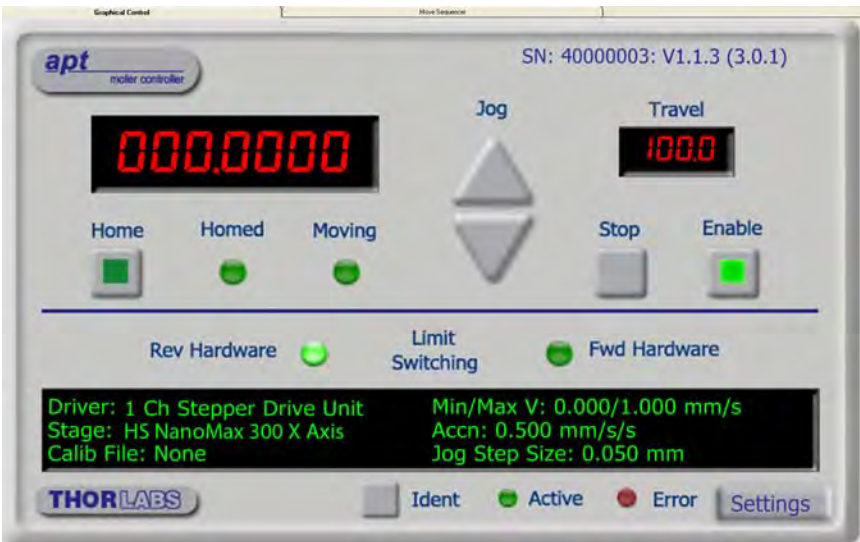 Graphical Control
Move Sequencer
apt
moter controller
SN: 40000003: V1.1.3 (3.0.1)
000.0000
Jog
Travel
100.0
Home
Homed
Moving
Stop
Enable
Rev Hardware
Limit
Switching
Fwd Hardware
Driver: 1 Ch Stepper Drive Unit
Min/Max V: 0.000/1.000 mm/s
Stage: HS NanoMax 300 X Axis
Accn: 0.500 mm/s/s
Calib File: None
Jog Step Size: 0.050 mm
THORLABS
Ident
Active
Error
Settings